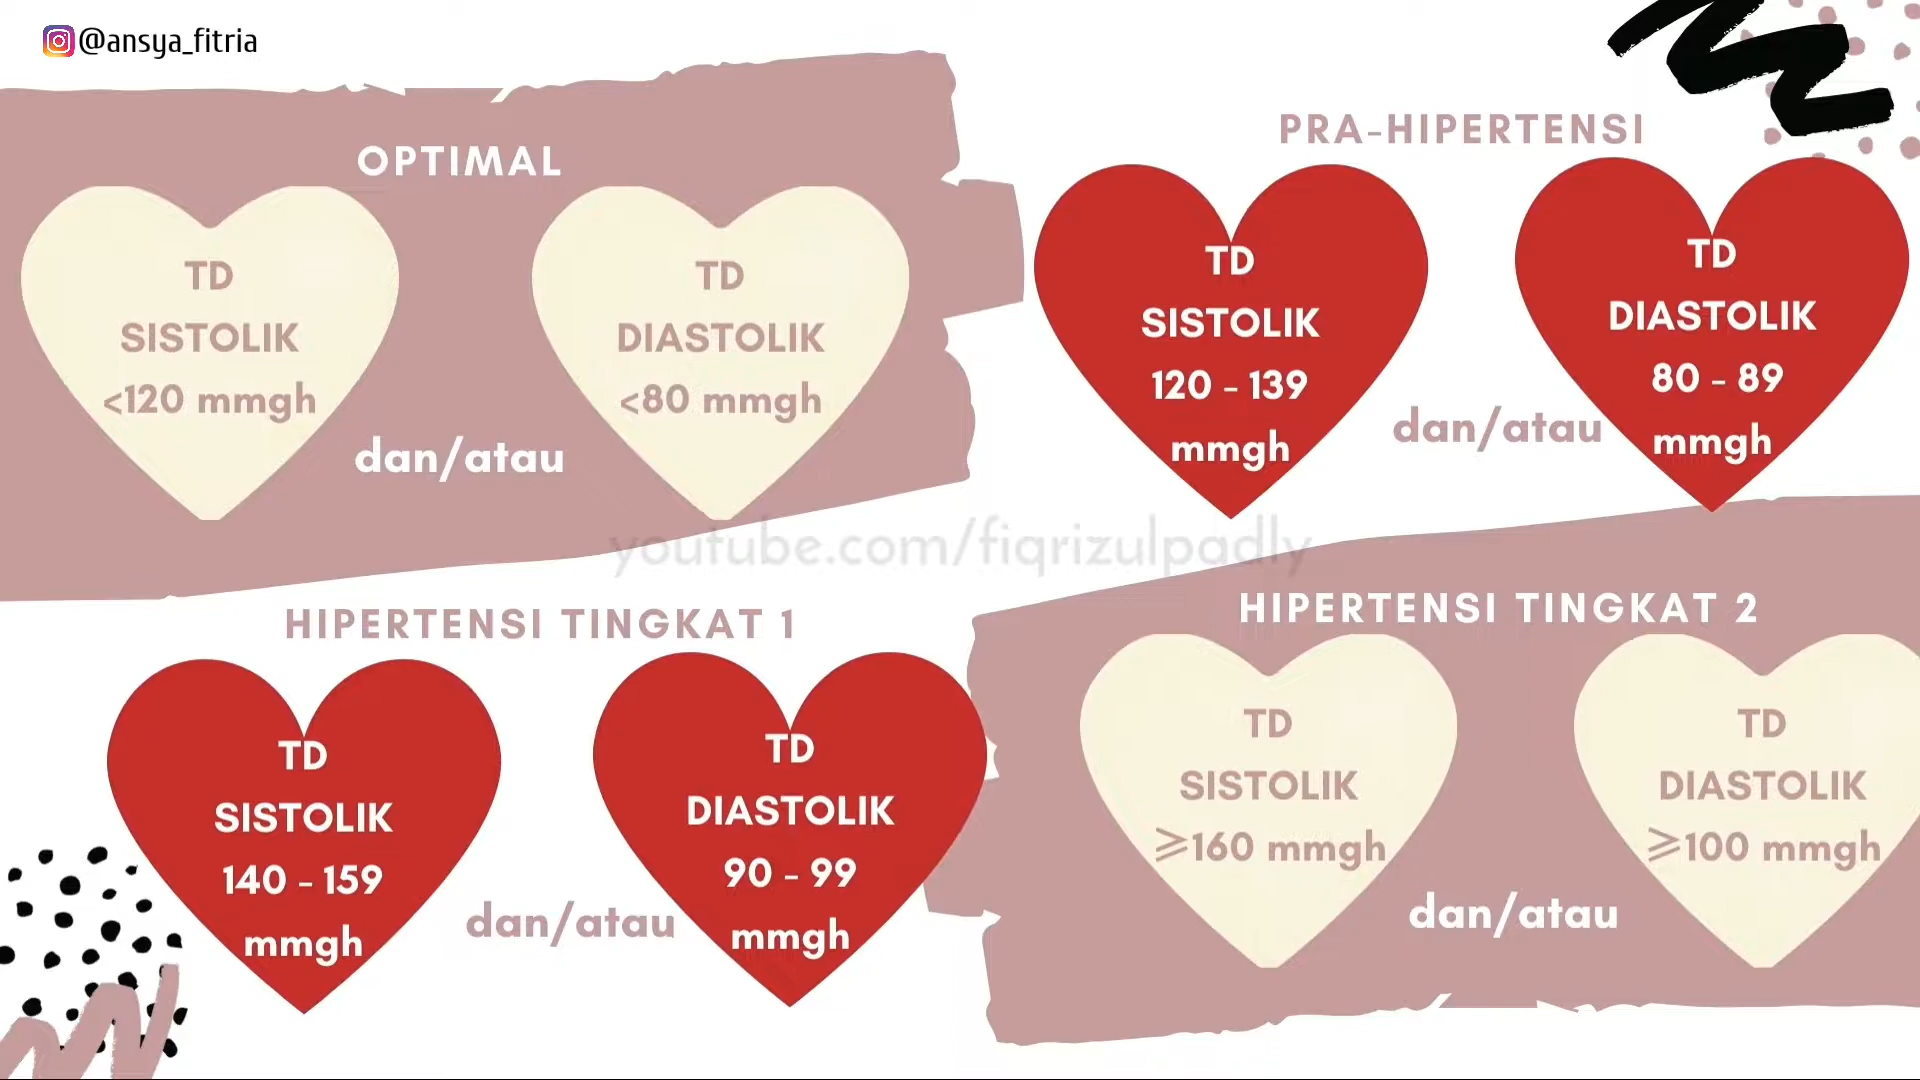 @ansya_fitria
OPTIMAL
TD
SISTOLIK
<120 mmgh
dan/atau
TD
DIASTOLIK
<80 mmgh
PRA-HIPERTENSI
TD
SISTOLIK
120 - 139
mmgh
dan/atau
TD
DIASTOLIK
80 - 89
mmgh
youtube.com/fiqrizulpadly
HIPERTENSI TINGKAT 1
TD
SISTOLIK
140 - 159
mmgh
dan/atau
TD
DIASTOLIK
90 - 99
mmgh
HIPERTENSI TINGKAT 2
TD
SISTOLIK
⩾160 mmgh
dan/atau
TD
DIASTOLIK
⩾100 mmgh